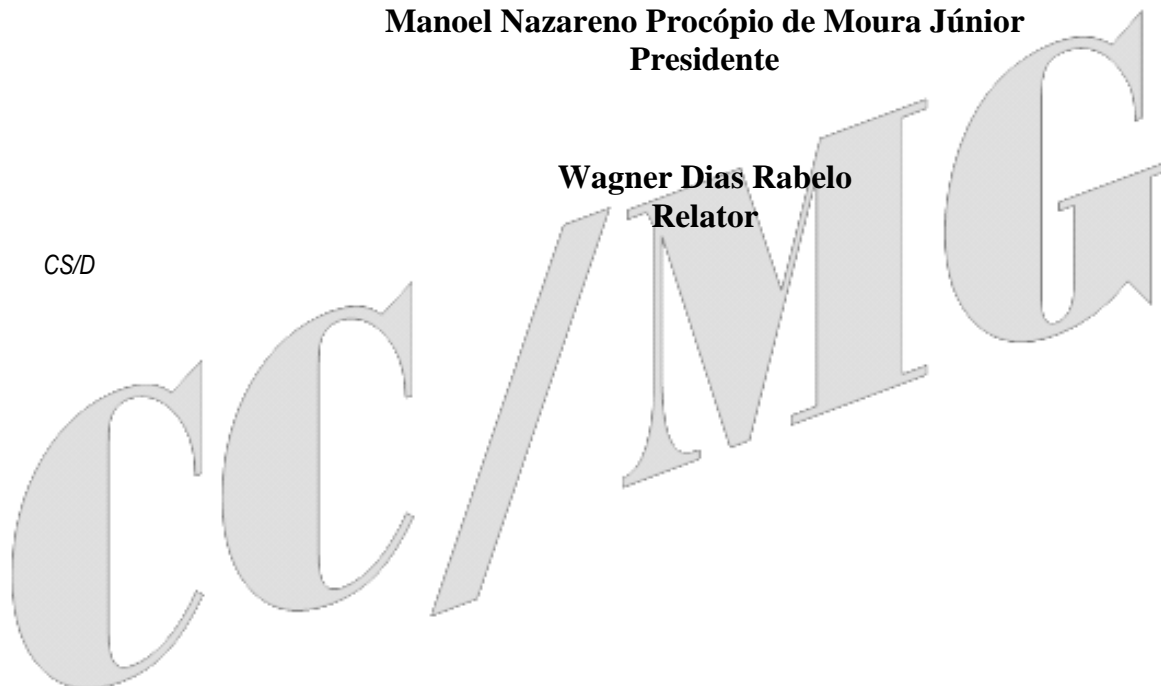 Manoel Nazareno Procópio de Moura Júnior
Presidente
Wagner Dias Rabelo
Relator
CS/D
CC/MG